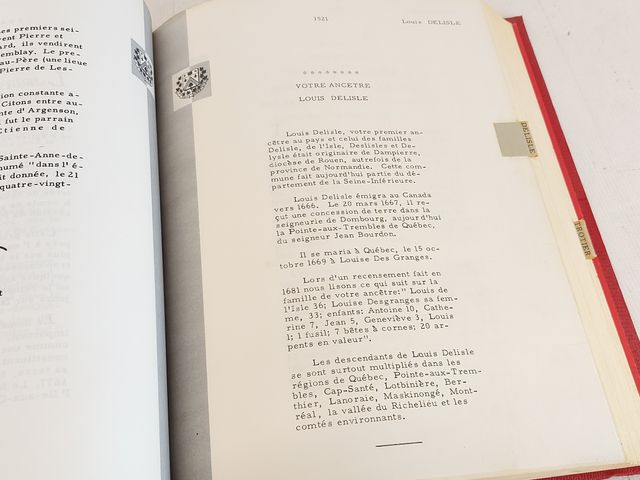 es premiers sei-
ent Pierre et
ard, ils vendirent
emblay. Le pre-
au-Père (une lieue
Pierre de Les-
ion constante a-
Citons entre au-
nte d'Argenson,
fut le parrain
Etienne de
Sainte-Anne-de-
numé "dans l'é-
it donnée, le 21
quatre-vingt-
1521
Louis DELISLE
********
VOTRE ANCETRE
LOUIS DELISLE
Louis Delisle, votre premier an-
cêtre au pays et celui des familles
Delisle, de l'Isle, Deslisles et De-
lysle était originaire de Dampierre,
diocèse de Rouen, autrefois de la
province de Normandie. Cette com-
mune fait aujourd'hui partie du dé-
partement de la Seine-Inférieure.
Louis Delisle émigra au Canada
vers 1666. Le 20 mars 1667, il re-
çut une concession de terre dans la
seigneurie de Dombourg, aujourd'hui
la Pointe-aux-Trembles de Québec,
du seigneur Jean Bourdon.
Il se maria à Québec, le 15 oc-
tobre 1669 à Louise Des Granges.
Lors d'un recensement fait en
1681 nous lisons ce qui suit sur la
famille de votre ancêtre:" Louis de
l'Isle 36; Louise Desgranges sa fem-
me, 33; enfants: Antoine 10, Cathe-
rine 7, Jean 5, Geneviève 3, Louis
1; 1 fusil; 7 bêtes à cornes; 20 ar-
pents en valeur".
Les descendants de Louis Delisle
se sont surtout multipliés dans les
régions de Québec, Pointe-aux-Trem-
bles, Cap-Santé, Lotbinière, Ber-
thier, Lanoraie, Maskinongé, Mont-
réal, la vallée du Richelieu et les
comtés environnants.
DELISLE
TROTIER